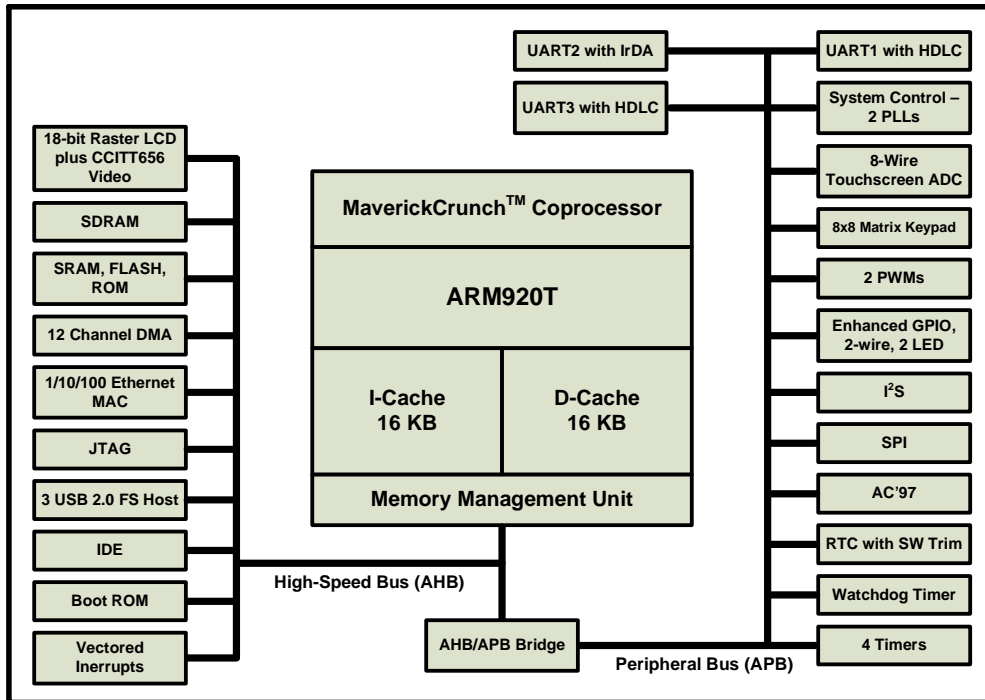 UART2 with IrDA
UART1 with HDLC
UART3 with HDLC
System Control –
2 PLLs
18-bit Raster LCD
plus CCITT656
Video
8-Wire
Touchscreen ADC
MaverickCrunch™ Coprocessor
SDRAM
8x8 Matrix Keypad
SRAM, FLASH,
ROM
ARM920T
2 PWMs
12 Channel DMA
Enhanced GPIO,
2-wire, 2 LED
1/10/100 Ethernet
MAC
I-Cache
16 KB
D-Cache
16 KB
I²S
JTAG
SPI
3 USB 2.0 FS Host
Memory Management Unit
AC’97
IDE
RTC with SW Trim
High-Speed Bus (AHB)
Boot ROM
Watchdog Timer
Vectored
Inerrupts
AHB/APB Bridge
4 Timers
Peripheral Bus (APB)